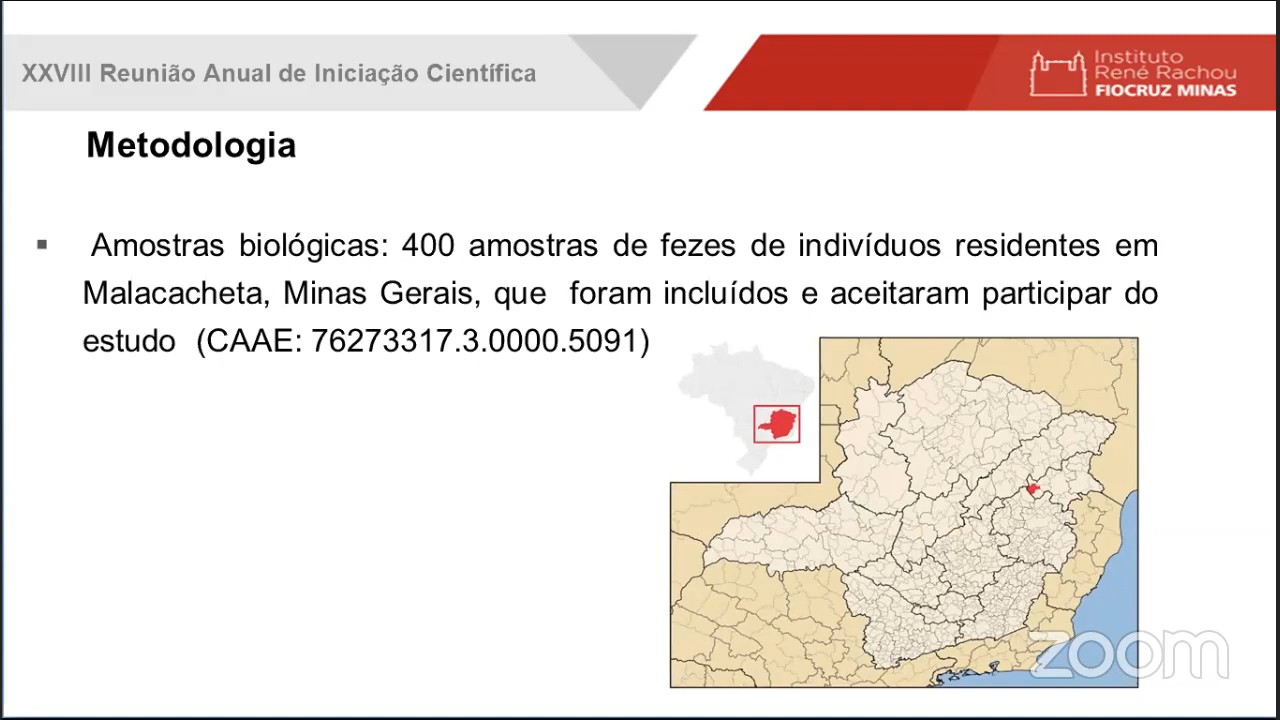 XXVIII Reunião Anual de Iniciação Científica
Instituto
René Rachou
FIOCRUZ MINAS
Metodologia
Amostras biológicas: 400 amostras de fezes de indivíduos residentes em
Malacacheta, Minas Gerais, que foram incluídos e aceitaram participar do
estudo (CAAE: 76273317.3.0000.5091)
zoom